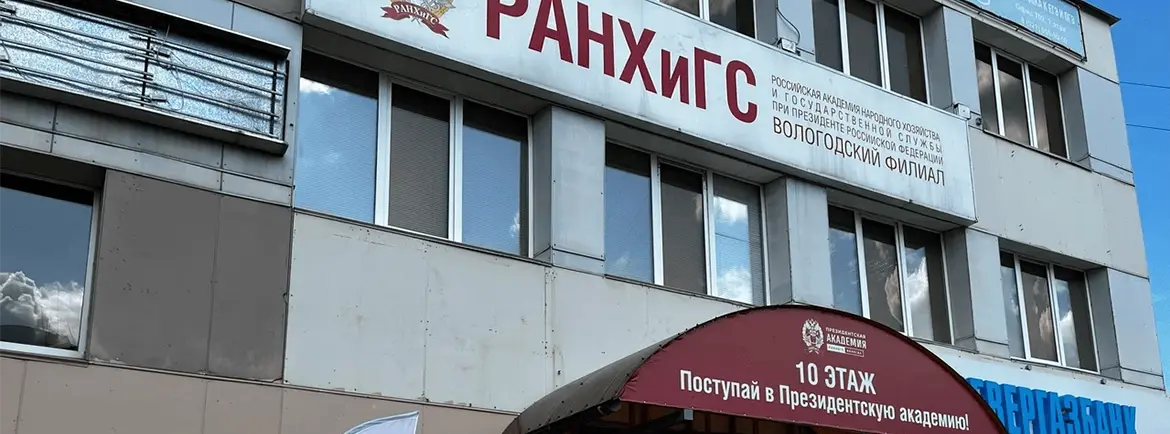 РАНХиГС
РАНХиГС
РОССИЙСКАЯ АКАДЕМИЯ НАРОДНОГО ХОЗЯЙСТВА
И ГОСУДАРСТВЕННОЙ СЛУЖБЫ
ПРИ ПРЕЗИДЕНТЕ РОССИЙСКОЙ ФЕДЕРАЦИИ
ВОЛОГОДСКИЙ ФИЛИАЛ
ПРЕЗИДЕНТСКАЯ
АКАДЕМИЯ
10 ЭТАЖ
Поступай в Президентскую академию!
ЕВЕРГАЗБАНК